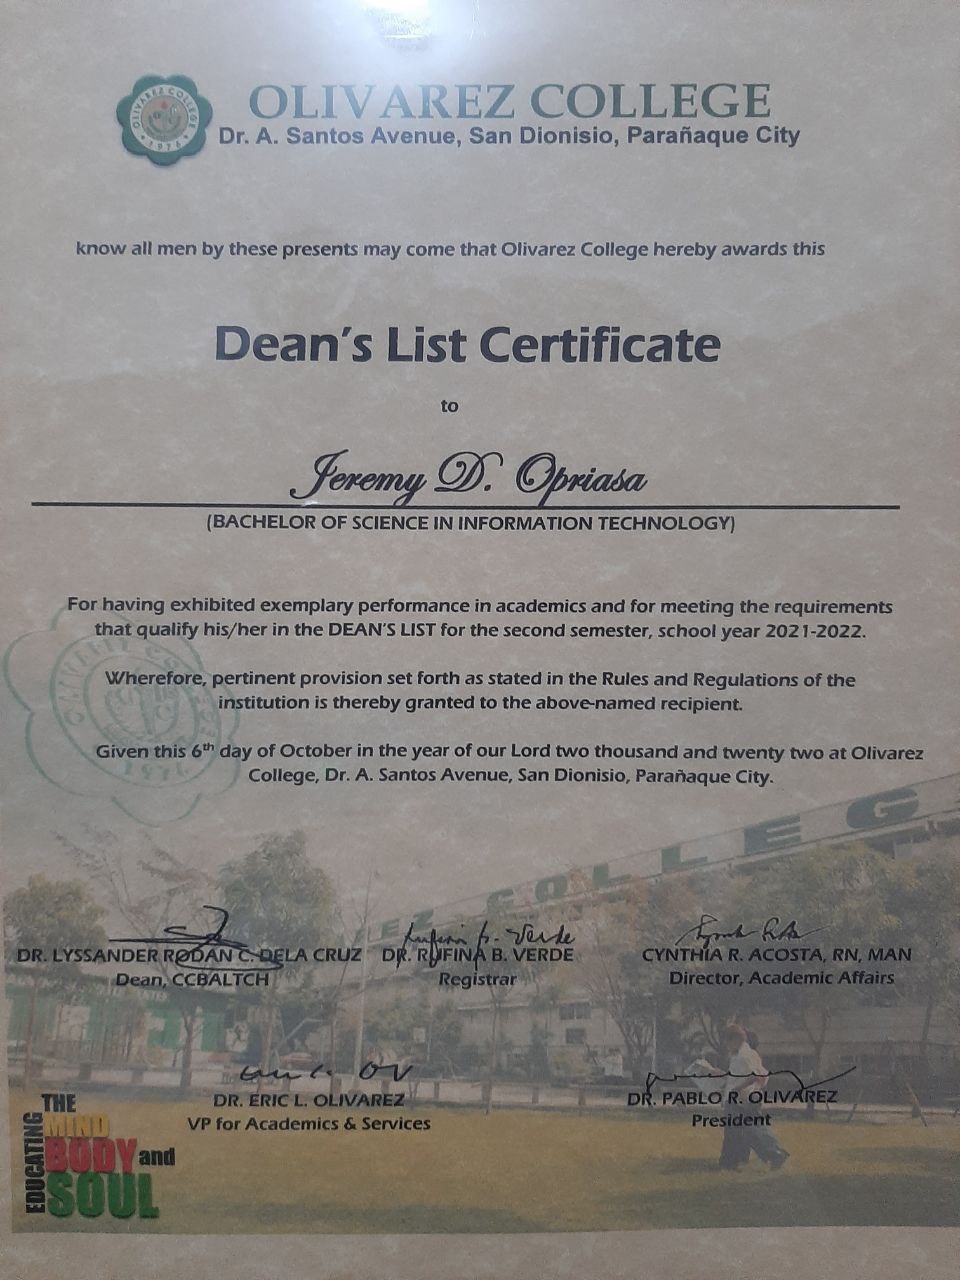 OLIVAREZ COLLEGE
1976
OLIVAREZ COLLEGE
Dr. A. Santos Avenue, San Dionisio, Parañaque City
know all men by these presents may come that Olivarez College hereby awards this
Dean's List Certificate
to
Jeremy D. Opriasa
(BACHELOR OF SCIENCE IN INFORMATION TECHNOLOGY)
For having exhibited exemplary performance in academics and for meeting the requirements
that qualify his/her in the DEAN'S LIST for the second semester, school year 2021-2022.
Wherefore, pertinent provision set forth as stated in the Rules and Regulations of the
institution is thereby granted to the above-named recipient.
Given this 6th day of October in the year of our Lord two thousand and twenty two at Olivarez
College, Dr. A. Santos Avenue, San Dionisio, Parañaque City.
EZ COLLEG
Rufina B. Verde
DR. LYSSANDER RODAN C. DELA CRUZ DR. RUFINA B. VERDE CYNTHIA R. ACOSTA, RN, MAN
Dean, CCBALTCH Registrar Director, Academic Affairs
DR. ERIC L. OLIVAREZ DR. PABLO R. OLIVAREZ
VP for Academics & Services President
EDUCATING
THE
MIND
BODY and
SOUL